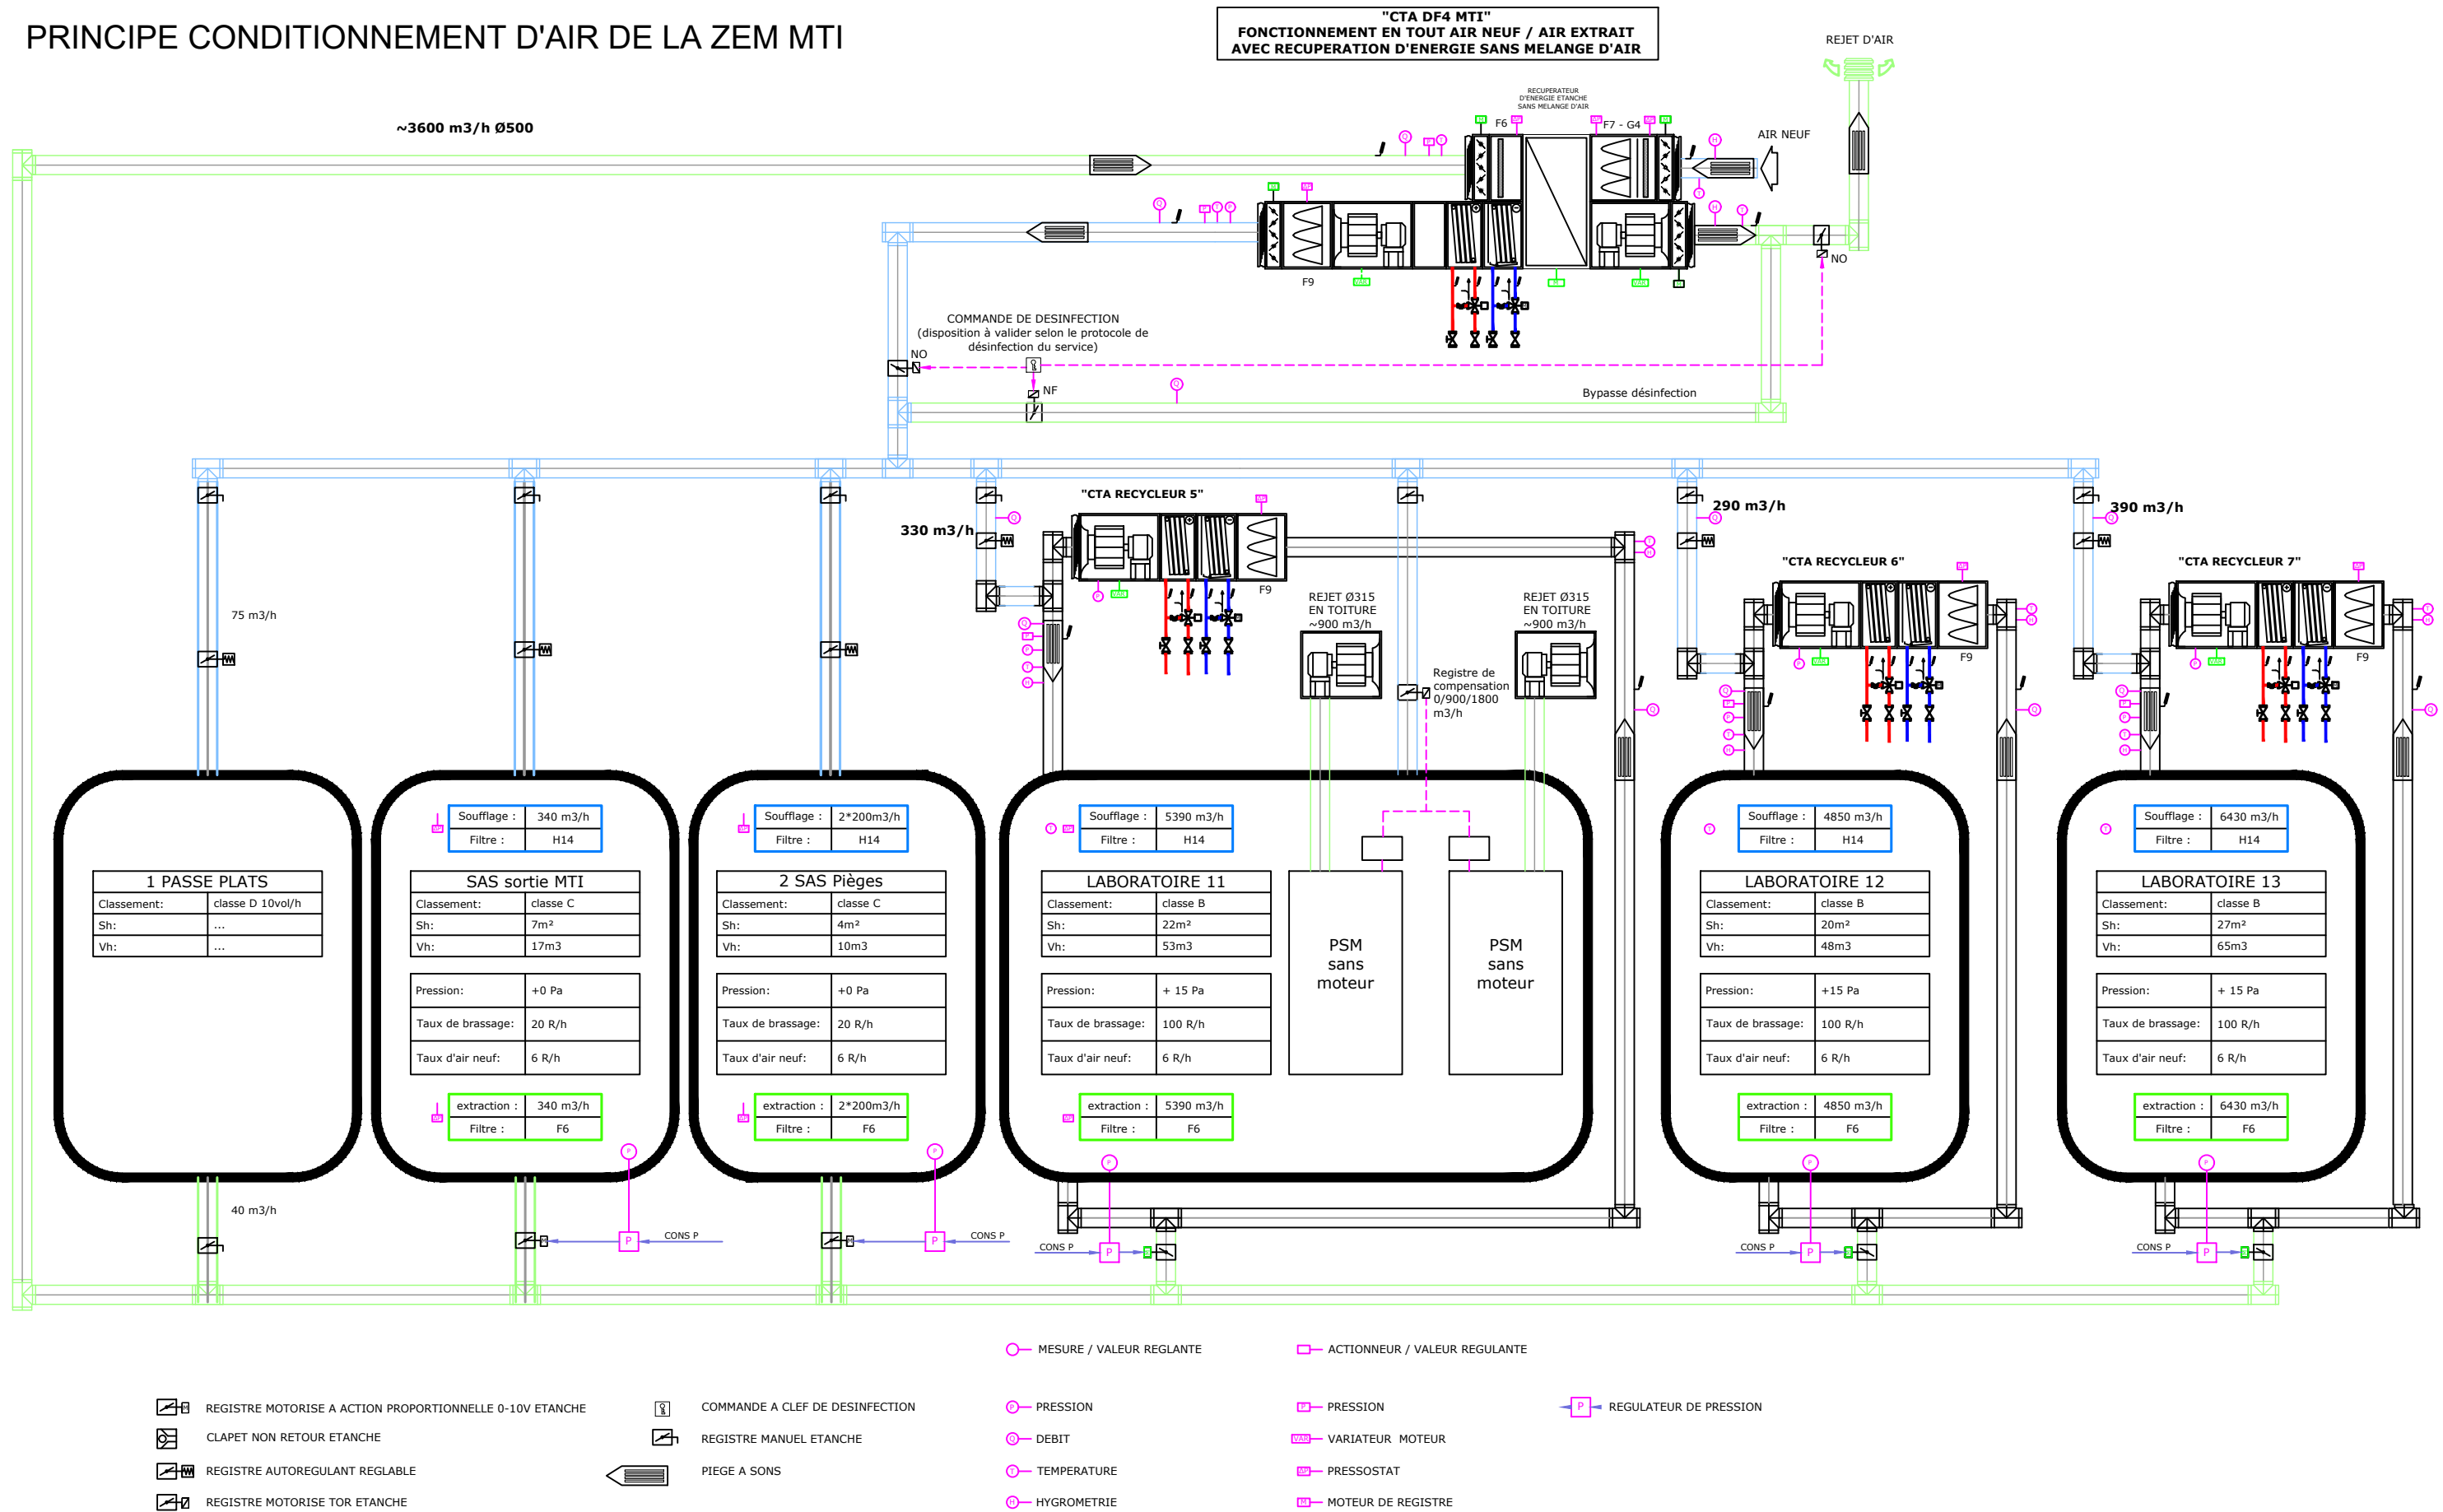 PRINCIPE CONDITIONNEMENT D'AIR DE LA ZEM MTI
"CTA DF4 MTI"
FONCTIONNEMENT EN TOUT AIR NEUF / AIR EXTRAIT
AVEC RECUPERATION D'ENERGIE SANS MELANGE D'AIR
REJET D'AIR
RECUPERATEUR
D'ENERGIE ETANCHE
SANS MELANGE D'AIR
~3600 m3/h Ø500
F6
F7 - G4
AIR NEUF
F9
NO
COMMANDE DE DESINFECTION
(disposition à valider selon le protocole de
désinfection du service)
NO
NF
Bypasse désinfection
"CTA RECYCLEUR 5"
330 m3/h
290 m3/h
390 m3/h
"CTA RECYCLEUR 6"
"CTA RECYCLEUR 7"
F9
F9
F9
75 m3/h
REJET Ø315
EN TOITURE
~900 m3/h
REJET Ø315
EN TOITURE
~900 m3/h
Registre de
compensation
0/900/1800
m3/h
1 PASSE PLATS
Classement: classe D 10vol/h
Sh: ...
Vh: ...
40 m3/h
Soufflage : 340 m3/h
Filtre : H14
SAS sortie MTI
Classement: classe C
Sh: 7m²
Vh: 17m3
Pression: +0 Pa
Taux de brassage: 20 R/h
Taux d'air neuf: 6 R/h
extraction : 340 m3/h
Filtre : F6
P
P
CONS P
Soufflage : 2*200m3/h
Filtre : H14
2 SAS Pièges
Classement: classe C
Sh: 4m²
Vh: 10m3
Pression: +0 Pa
Taux de brassage: 20 R/h
Taux d'air neuf: 6 R/h
extraction : 2*200m3/h
Filtre : F6
P
P
CONS P
Soufflage : 5390 m3/h
Filtre : H14
LABORATOIRE 11
Classement: classe B
Sh: 22m²
Vh: 53m3
Pression: + 15 Pa
Taux de brassage: 100 R/h
Taux d'air neuf: 6 R/h
extraction : 5390 m3/h
Filtre : F6
PSM
sans
moteur
PSM
sans
moteur
P
CONS P
P
Soufflage : 4850 m3/h
Filtre : H14
LABORATOIRE 12
Classement: classe B
Sh: 20m²
Vh: 48m3
Pression: +15 Pa
Taux de brassage: 100 R/h
Taux d'air neuf: 6 R/h
extraction : 4850 m3/h
Filtre : F6
P
CONS P
P
Soufflage : 6430 m3/h
Filtre : H14
LABORATOIRE 13
Classement: classe B
Sh: 27m²
Vh: 65m3
Pression: + 15 Pa
Taux de brassage: 100 R/h
Taux d'air neuf: 6 R/h
extraction : 6430 m3/h
Filtre : F6
P
CONS P
P
MESURE / VALEUR REGLANTE
ACTIONNEUR / VALEUR REGULANTE
M REGISTRE MOTORISE A ACTION PROPORTIONNELLE 0-10V ETANCHE
COMMANDE A CLEF DE DESINFECTION
P PRESSION
P PRESSION
P REGULATEUR DE PRESSION
CLAPET NON RETOUR ETANCHE
REGISTRE MANUEL ETANCHE
Q DEBIT
VAR VARIATEUR MOTEUR
REGISTRE AUTOREGULANT REGLABLE
PIEGE A SONS
T TEMPERATURE
PRESSOSTAT
REGISTRE MOTORISE TOR ETANCHE
H HYGROMETRIE
M MOTEUR DE REGISTRE